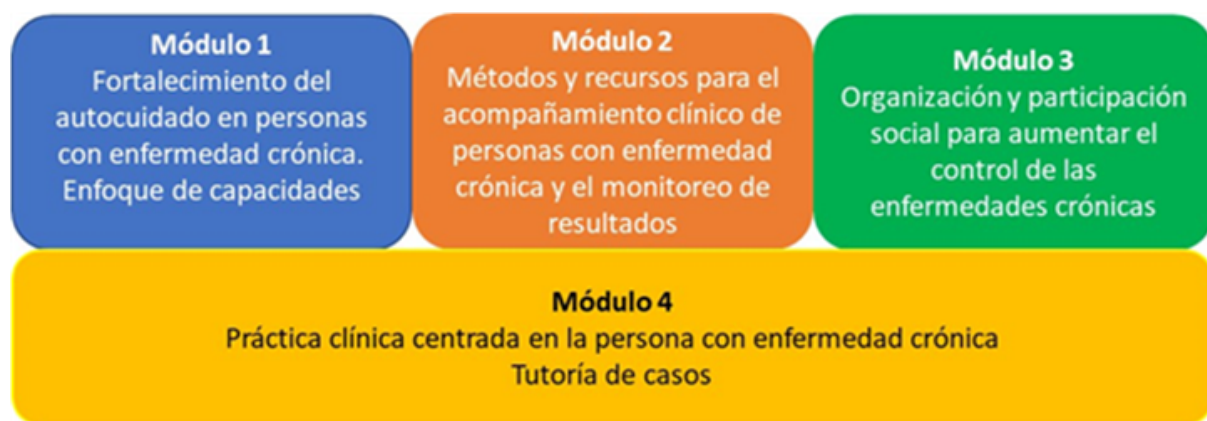 Módulo 1
Fortalecimiento del
autocuidado en personas
con enfermedad crónica.
Enfoque de capacidades
Módulo 2
Métodos y recursos para el
acompañamiento clínico de
personas con enfermedad
crónica y el monitoreo de
resultados
Módulo 3
Organización y participación
social para aumentar el
control de las
enfermedades crónicas
Módulo 4
Práctica clínica centrada en la persona con enfermedad crónica
Tutoría de casos